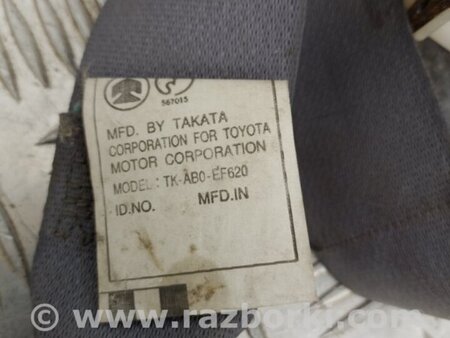 567015
MFD. BY TAKATA
CORPORATION FOR TOYOTA
MOTOR CORPORATION
MODEL : TK-AB0-EF620
ID.NO. MFD.IN
© www.razborki.com